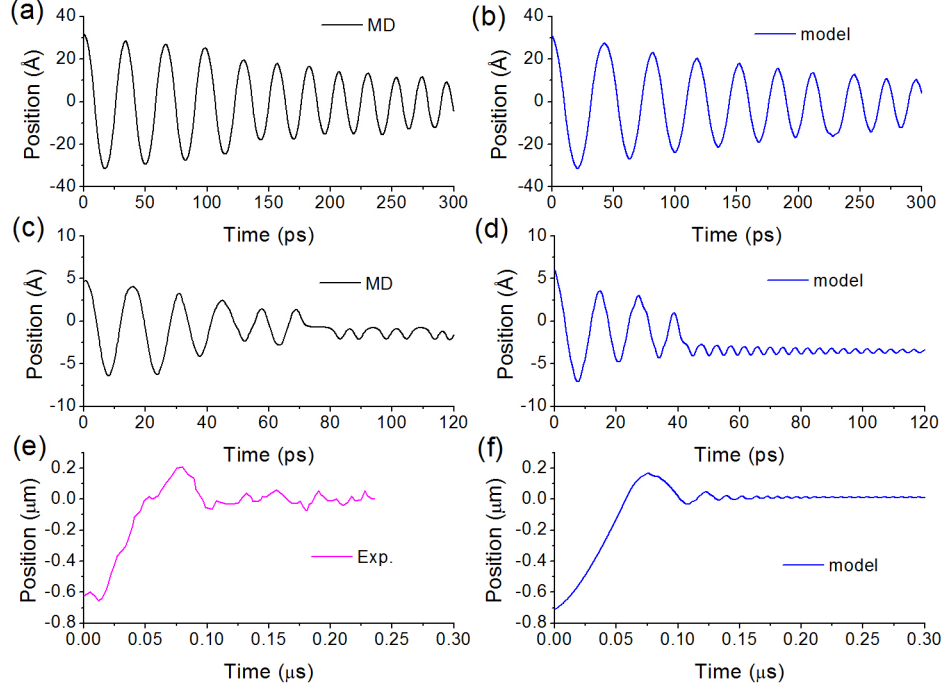 (a)
MD
40
20
0
-20
-40
Position (Å)
0 50 100 150 200 250 300
Time (ps)
(b)
model
40
20
0
-20
-40
Position (Å)
0 50 100 150 200 250 300
Time (ps)
(c)
MD
10
5
0
-5
-10
Position (Å)
0 20 40 60 80 100 120
Time (ps)
(d)
model
10
5
0
-5
-10
Position (Å)
0 20 40 60 80 100 120
Time (ps)
(e)
Exp.
0.2
0.0
-0.2
-0.4
-0.6
-0.8
Position (μm)
0.00 0.05 0.10 0.15 0.20 0.25 0.30
Time (μs)
(f)
model
0.2
0.0
-0.2
-0.4
-0.6
-0.8
Position (μm)
0.00 0.05 0.10 0.15 0.20 0.25 0.30
Time (μs)